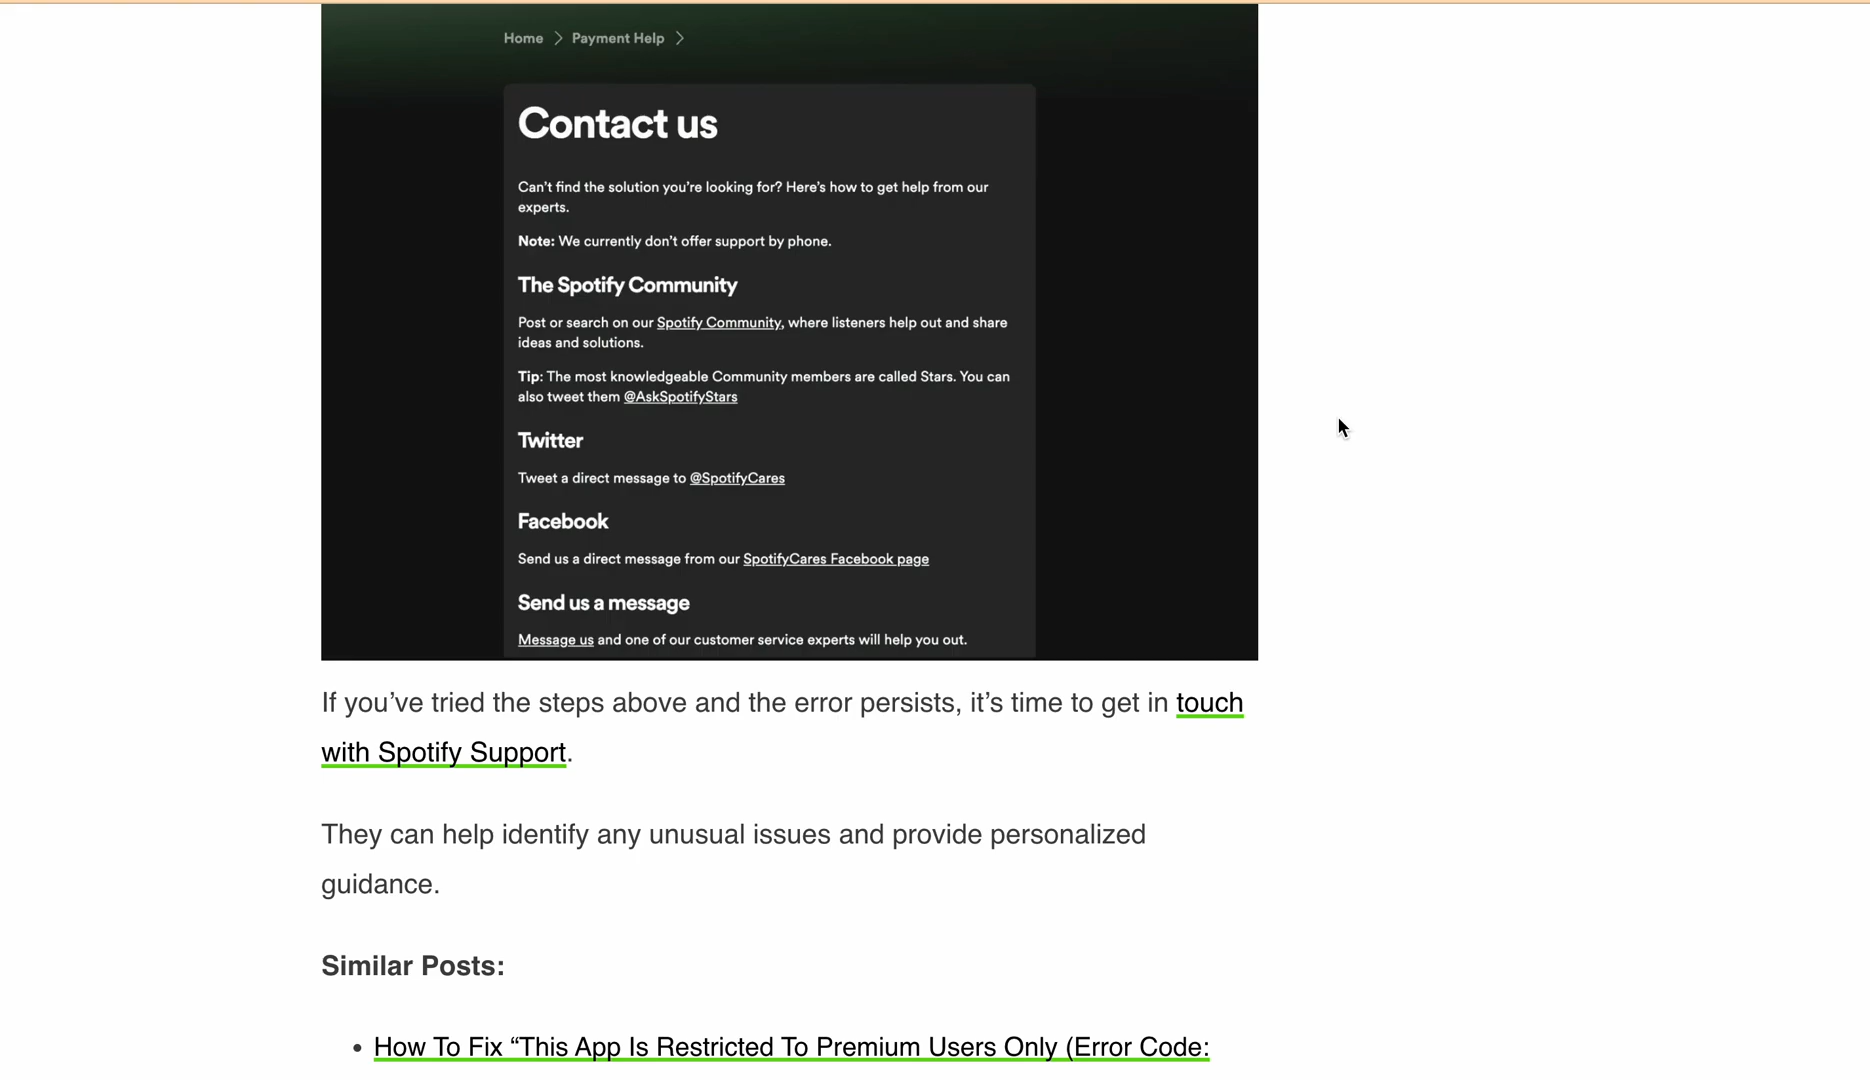 Home > Payment Help >
Contact us
Can’t find the solution you’re looking for? Here’s how to get help from our
experts.
Note: We currently don’t offer support by phone.
The Spotify Community
Post or search on our Spotify Community, where listeners help out and share
ideas and solutions.
Tip: The most knowledgeable Community members are called Stars. You can
also tweet them @AskSpotifyStars
Twitter
Tweet a direct message to @SpotifyCares
Facebook
Send us a direct message from our SpotifyCares Facebook page
Send us a message
Message us and one of our customer service experts will help you out.
If you’ve tried the steps above and the error persists, it’s time to get in touch
with Spotify Support.
They can help identify any unusual issues and provide personalized
guidance.
Similar Posts:
• How To Fix “This App Is Restricted To Premium Users Only (Error Code: